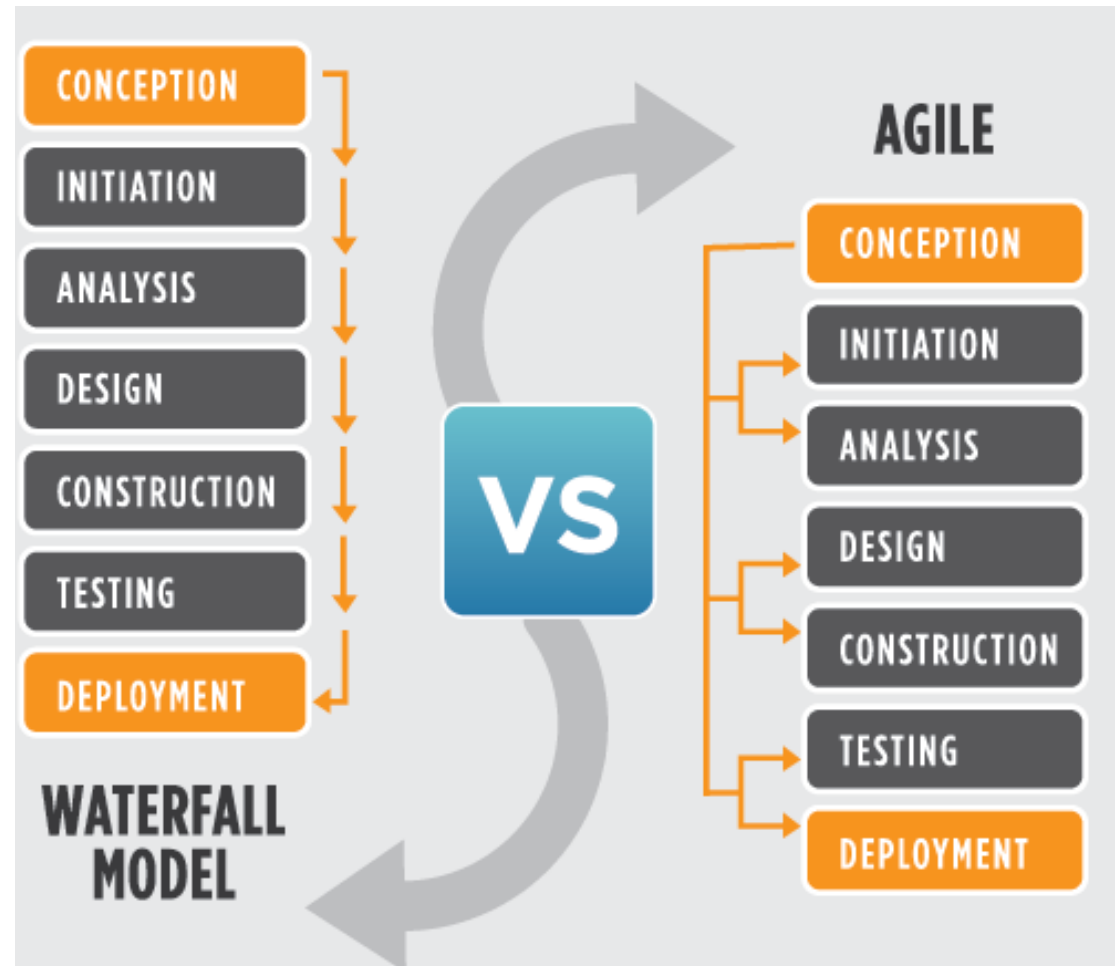 CONCEPTION
INITIATION
ANALYSIS
DESIGN
CONSTRUCTION
TESTING
DEPLOYMENT
WATERFALL
MODEL
VS
AGILE
CONCEPTION
INITIATION
ANALYSIS
DESIGN
CONSTRUCTION
TESTING
DEPLOYMENT